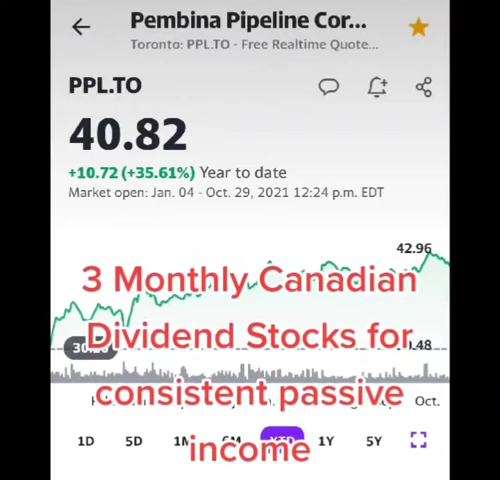 Pembina Pipeline Cor...
Toronto: PPL.TO - Free Realtime Quote...
PPL.TO
40.82
+10.72 (+35.61%) Year to date
Market open: Jan. 04 - Oct. 29, 2021 12:24 p.m. EDT
42.96
3 Monthly Canadian
Dividend Stocks for
consistent passive
income
Oct.
1D 5D 1Y 5Y